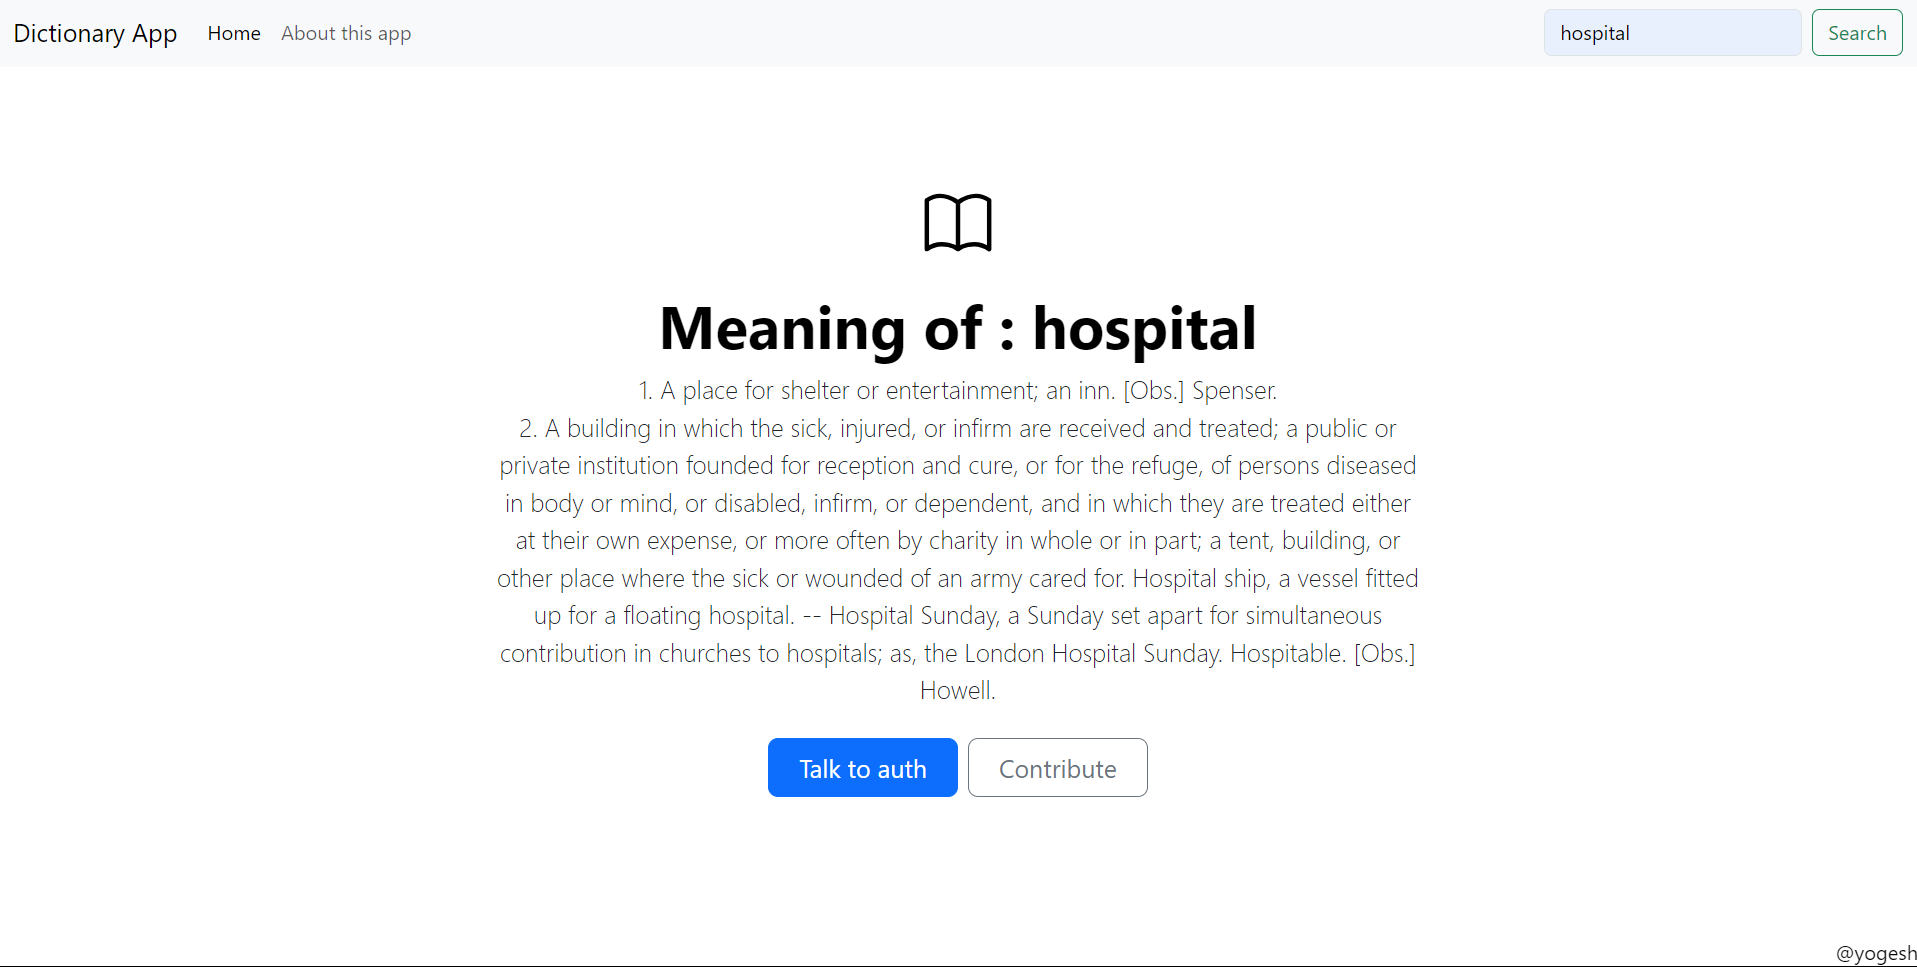 Dictionary App Home About this app hospital Search
Meaning of : hospital
1. A place for shelter or entertainment; an inn. [Obs.] Spenser.
2. A building in which the sick, injured, or infirm are received and treated; a public or
private institution founded for reception and cure, or for the refuge, of persons diseased
in body or mind, or disabled, infirm, or dependent, and in which they are treated either
at their own expense, or more often by charity in whole or in part; a tent, building, or
other place where the sick or wounded of an army cared for. Hospital ship, a vessel fitted
up for a floating hospital. -- Hospital Sunday, a Sunday set apart for simultaneous
contribution in churches to hospitals; as, the London Hospital Sunday. Hospitable. [Obs.]
Howell.
Talk to auth Contribute
@yogesh